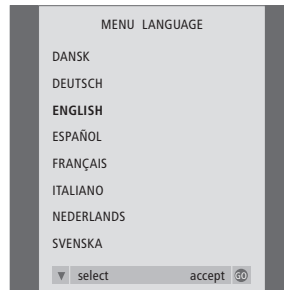 MENU LANGUAGE
DANSK
DEUTSCH
ENGLISH
ESPAÑOL
FRANÇAIS
ITALIANO
NEDERLANDS
SVENSKA
▼ select accept GO